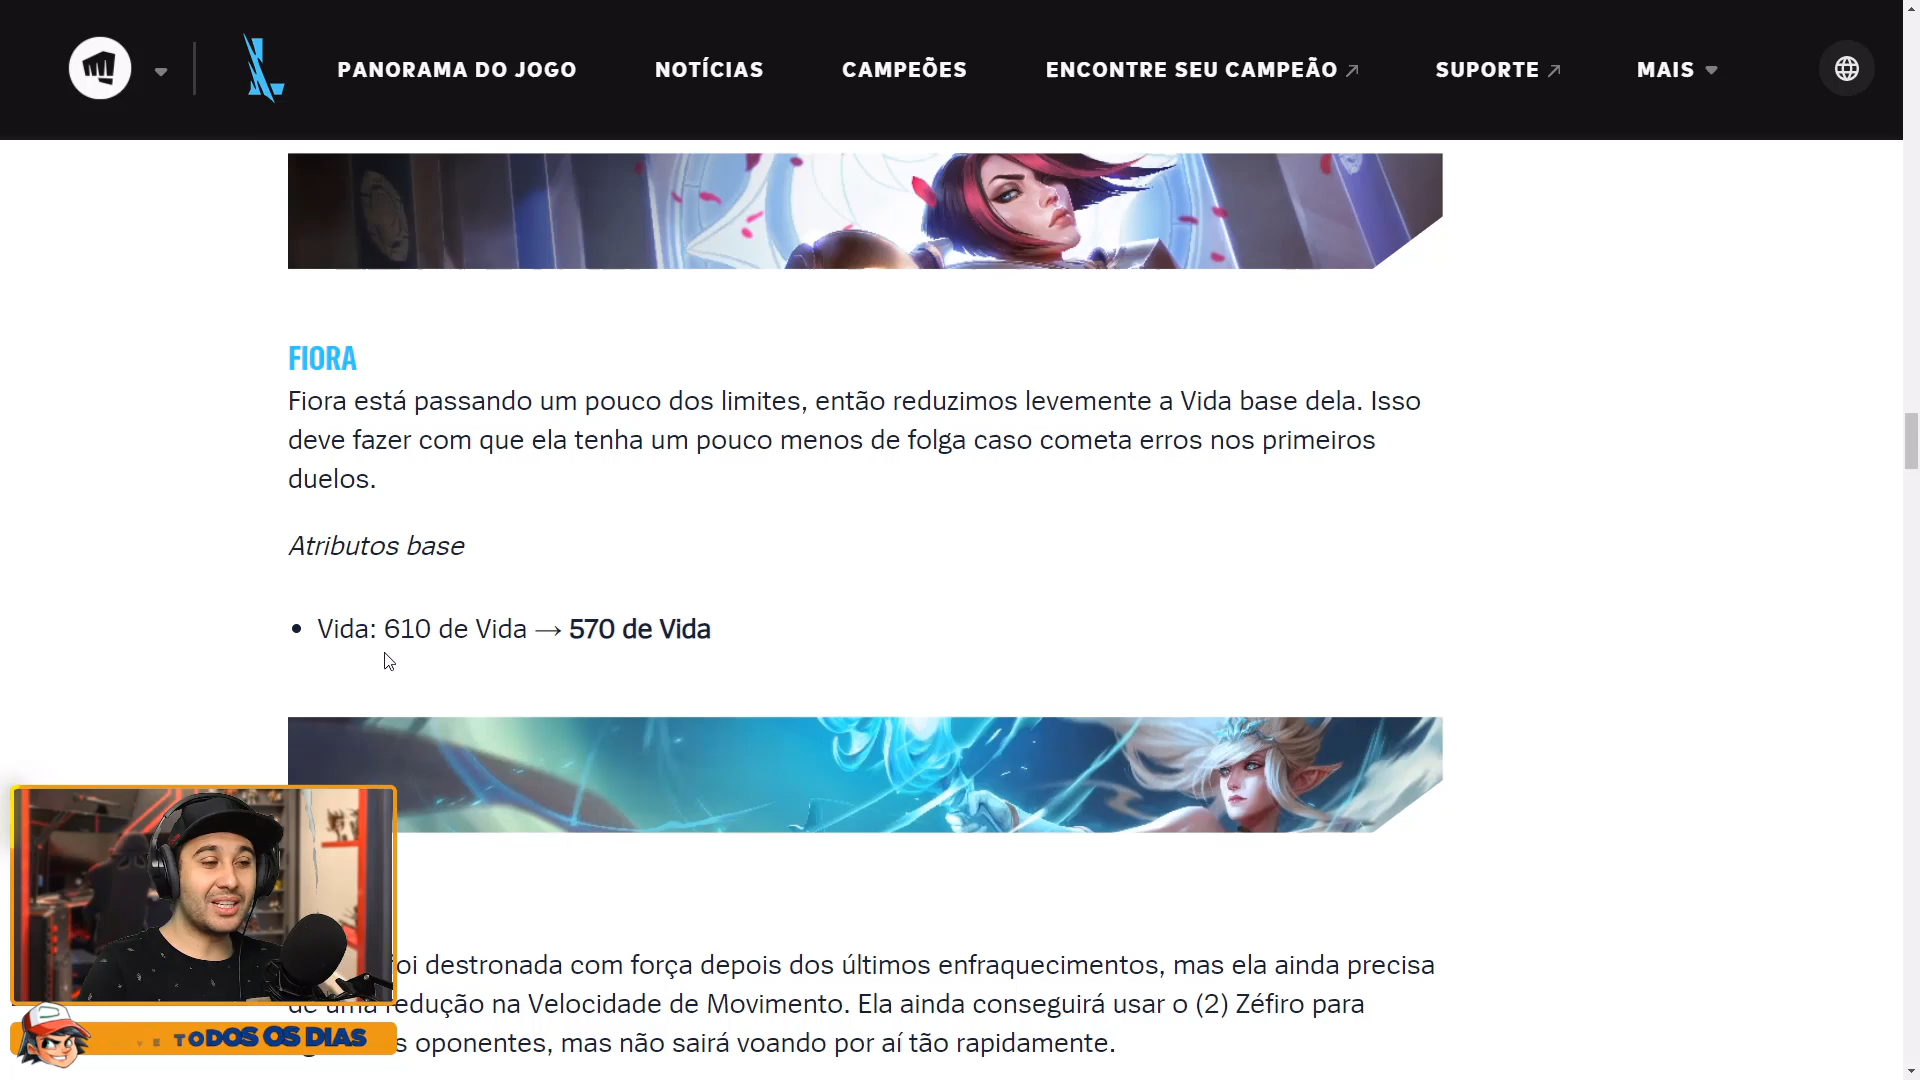 PANORAMA DO JOGO NOTÍCIAS CAMPEÕES ENCONTRE SEU CAMPEÃO SUPORTE MAIS
FIORA
Fiora está passando um pouco dos limites, então reduzimos levemente a Vida base dela. Isso
deve fazer com que ela tenha um pouco menos de folga caso cometa erros nos primeiros
duelos.
Atributos base
• Vida: 610 de Vida → 570 de Vida
foi destronada com força depois dos últimos enfraquecimentos, mas ela ainda precisa
de uma redução na Velocidade de Movimento. Ela ainda conseguirá usar o (2) Zéfiro para
oponentes, mas não sairá voando por aí tão rapidamente.
TODOS OS DIAS